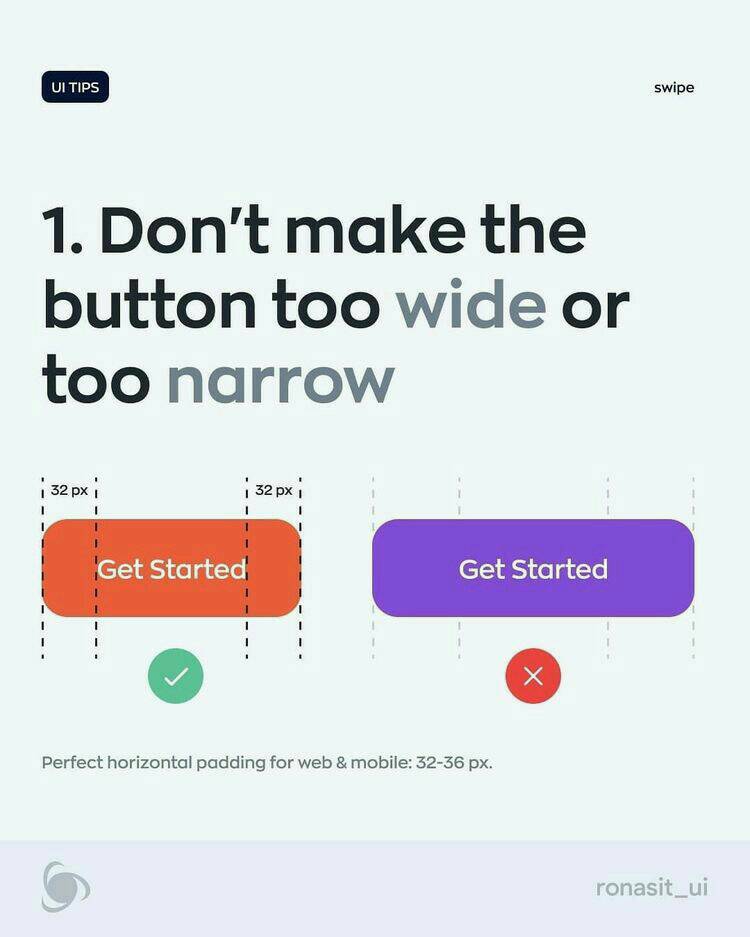 UI TIPS
swipe
1. Don't make the
button too wide or
too narrow
32 px
32 px
Get Started
Get Started
Perfect horizontal padding for web & mobile: 32-36 px.
ronasit_ui